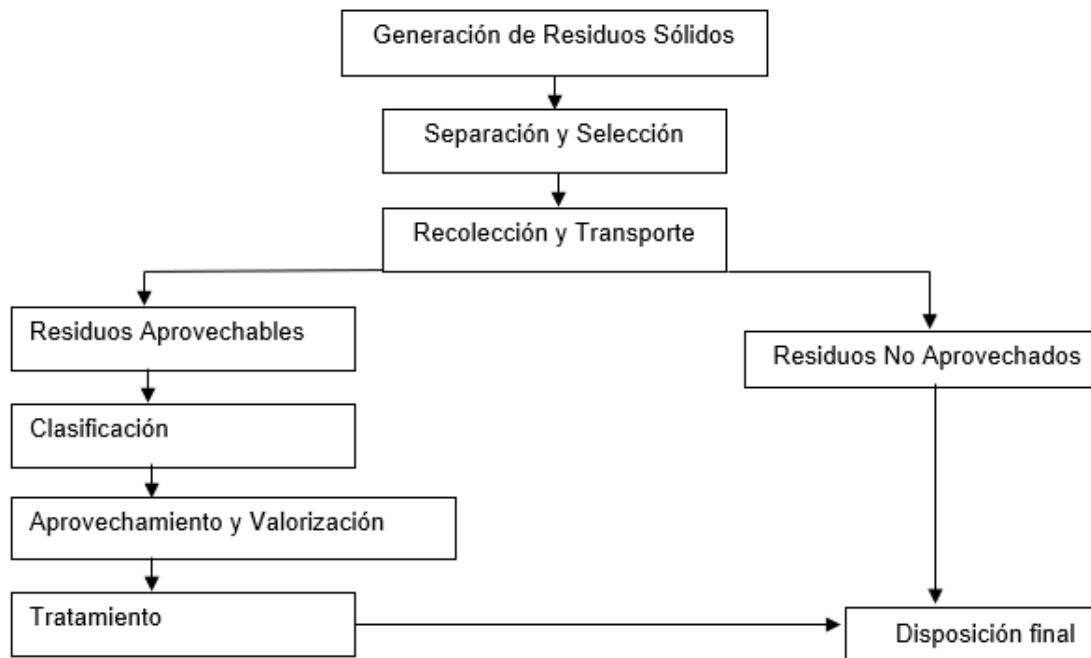 Generación de Residuos Sólidos
Separación y Selección
Recolección y Transporte
Residuos Aprovechables
Residuos No Aprovechados
Clasificación
Aprovechamiento y Valorización
Tratamiento
Disposición final